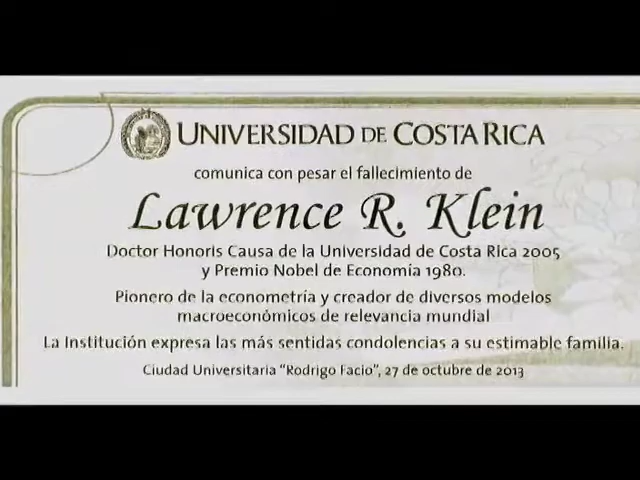 UNIVERSIDAD DE COSTA RICA
comunica con pesar el fallecimiento de
Lawrence R. Klein
Doctor Honoris Causa de la Universidad de Costa Rica 2005
y Premio Nobel de Economía 1980.
Pionero de la econometría y creador de diversos modelos
macroeconómicos de relevancia mundial
La Institución expresa las más sentidas condolencias a su estimable familia.
Ciudad Universitaria "Rodrigo Facio", 27 de octubre de 2013